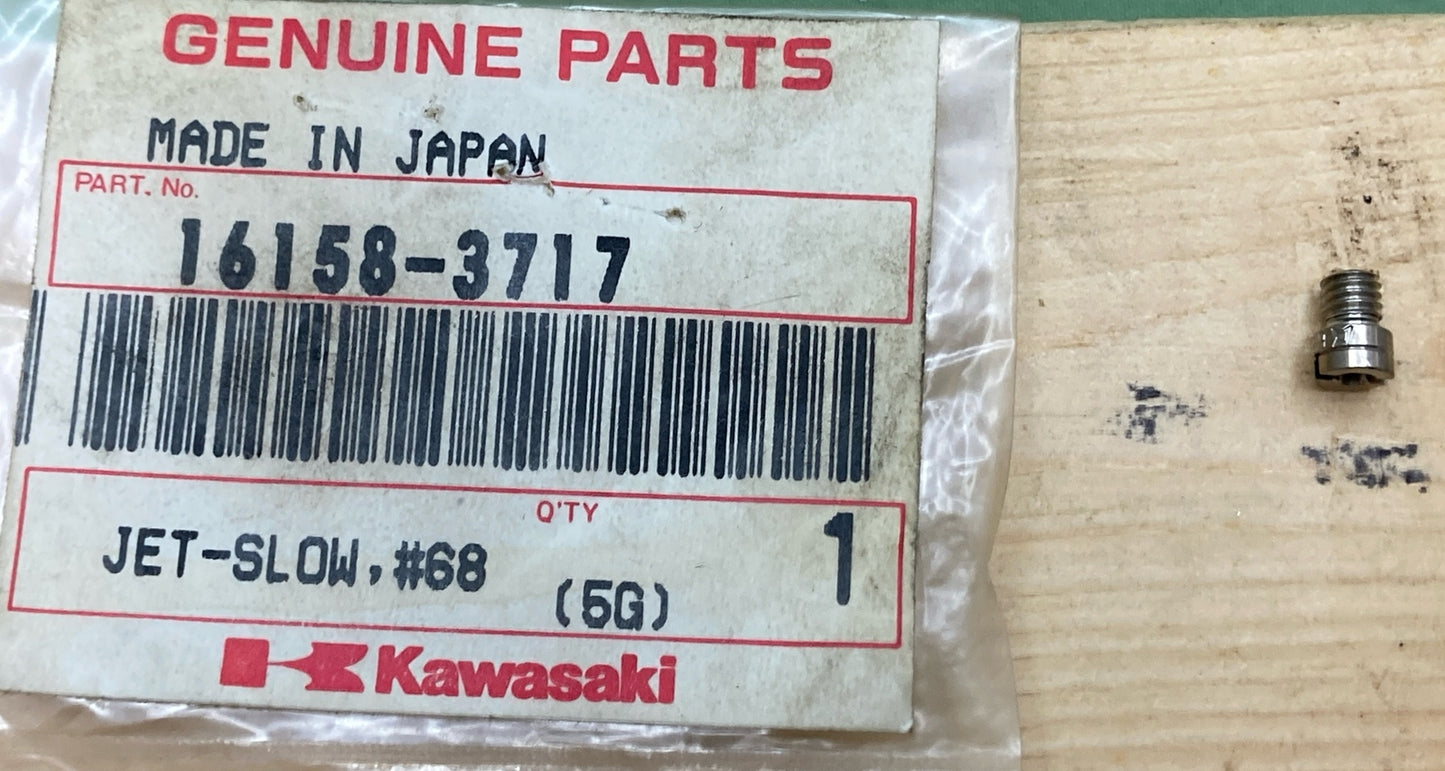 GENUINE PARTS
MADE IN JAPAN
PART. No.
16158-3717
Q'TY
JET-SLOW,#68
(5G)
1
Kawasaki